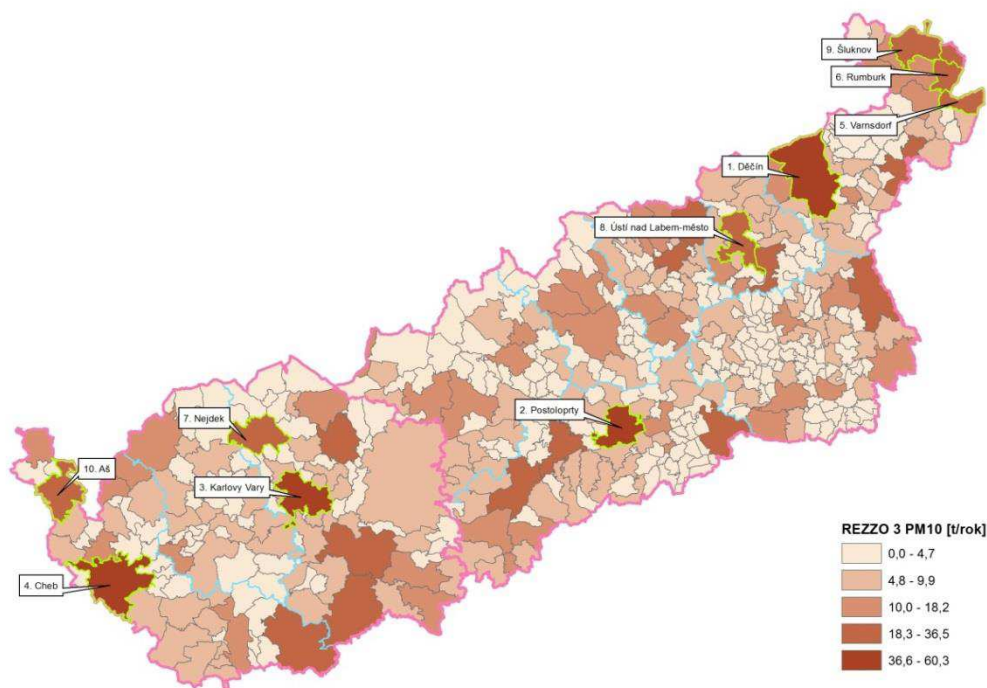 9. Šluknov
6. Rumburk
5. Varnsdorf
1. Děčín
8. Ústí nad Labem-město
2. Postoloprty
7. Nejdek
10. Aš
3. Karlovy Vary
4. Cheb
REZZO 3 PM10 [t/rok]
0,0 - 4,7
4,8 - 9,9
10,0 - 18,2
18,3 - 36,5
36,6 - 60,3